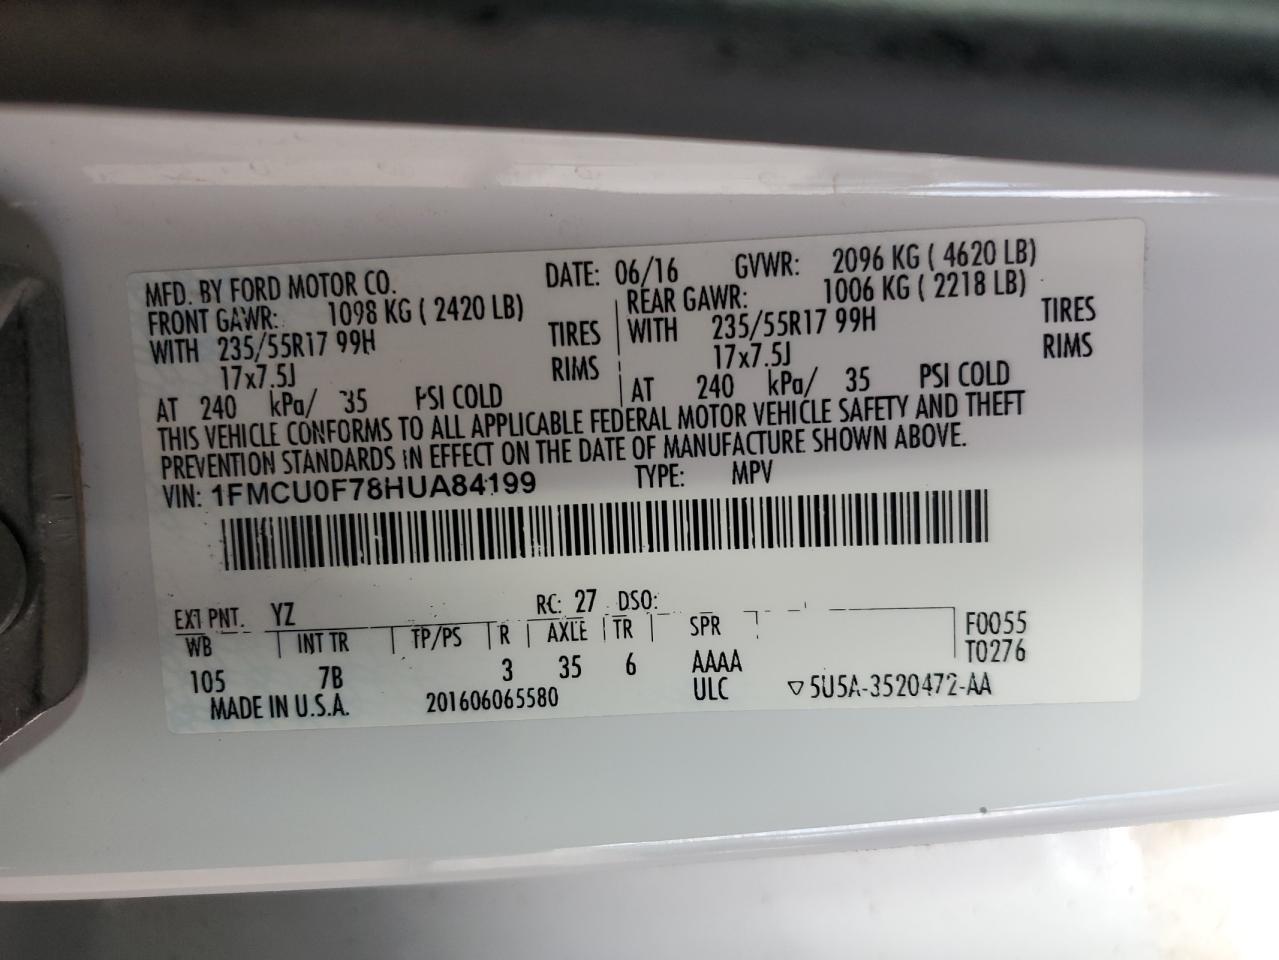 MFD. BY FORD MOTOR CO. DATE: 06/16 GVWR: 2096 KG ( 4620 LB)
FRONT GAWR: 1098 KG ( 2420 LB) REAR GAWR: 1006 KG ( 2218 LB)
WITH 235/55R17 99H TIRES WITH 235/55R17 99H TIRES
17x7.5J RIMS 17x7.5J RIMS
AT 240 kPa/ 35 PSI COLD AT 240 kPa/ 35 PSI COLD
THIS VEHICLE CONFORMS TO ALL APPLICABLE FEDERAL MOTOR VEHICLE SAFETY AND THEFT
PREVENTION STANDARDS IN EFFECT ON THE DATE OF MANUFACTURE SHOWN ABOVE.
VIN: 1FMCU0F78HUA84199 TYPE: MPV
EXT PNT. YZ RC: 27 DSO:
WB INT TR TP/PS R AXLE TR SPR F0055
105 7B 3 35 6 AAAA T0276
MADE IN U.S.A. 201606065580 ULC ▽5U5A-3520472-AA